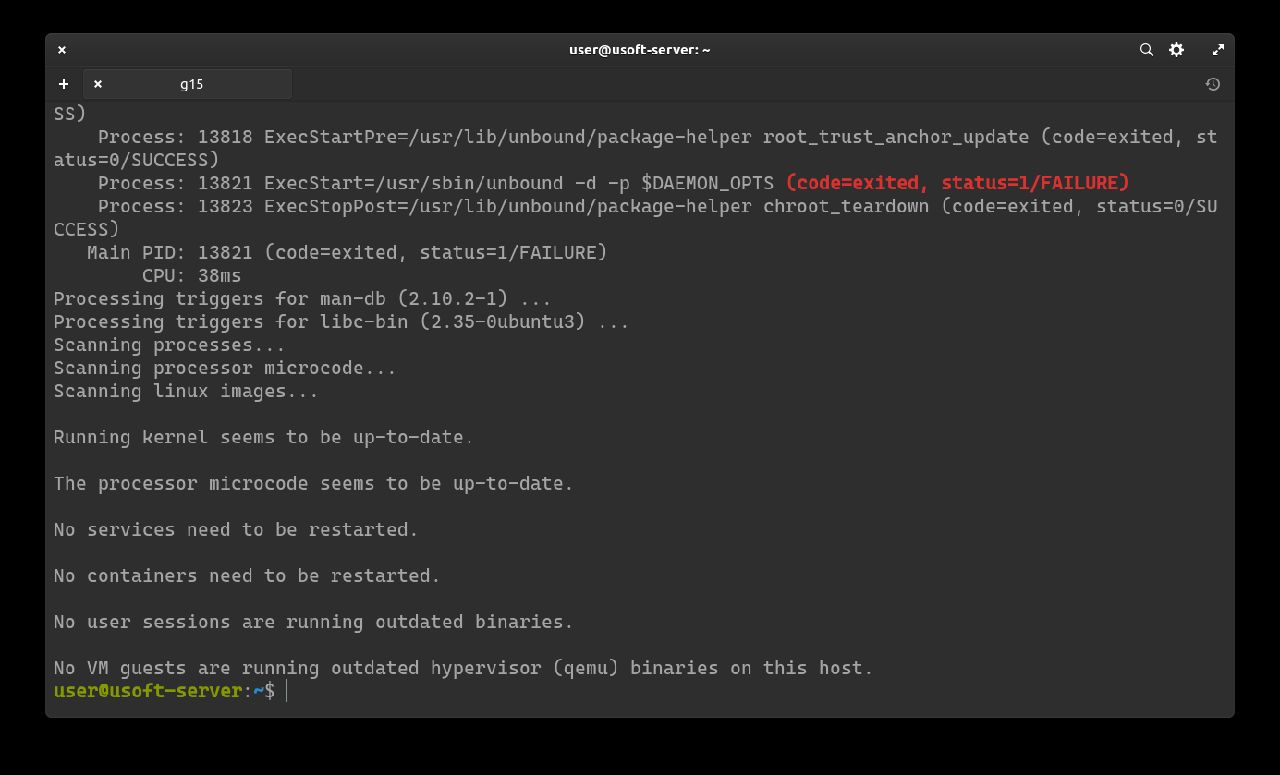 user@usoft-server: ~
g15
SS)
    Process: 13818 ExecStartPre=/usr/lib/unbound/package-helper root_trust_anchor_update (code=exited, st
atus=0/SUCCESS)
    Process: 13821 ExecStart=/usr/sbin/unbound -d -p $DAEMON_OPTS (code=exited, status=1/FAILURE)
    Process: 13823 ExecStopPost=/usr/lib/unbound/package-helper chroot_teardown (code=exited, status=0/SU
CCESS)
   Main PID: 13821 (code=exited, status=1/FAILURE)
        CPU: 38ms
Processing triggers for man-db (2.10.2-1) ...
Processing triggers for libc-bin (2.35-0ubuntu3) ...
Scanning processes...
Scanning processor microcode...
Scanning linux images...

Running kernel seems to be up-to-date.

The processor microcode seems to be up-to-date.

No services need to be restarted.

No containers need to be restarted.

No user sessions are running outdated binaries.

No VM guests are running outdated hypervisor (qemu) binaries on this host.
user@usoft-server:~$